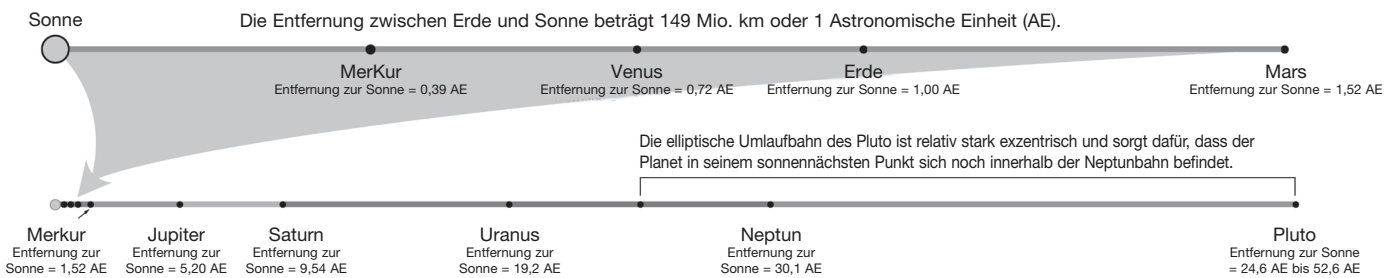 Sonne
Die Entfernung zwischen Erde und Sonne beträgt 149 Mio. km oder 1 Astronomische Einheit (AE).
MerKur
Entfernung zur Sonne = 0,39 AE
Venus
Entfernung zur Sonne = 0,72 AE
Erde
Entfernung zur Sonne = 1,00 AE
Mars
Entfernung zur Sonne = 1,52 AE
Die elliptische Umlaufbahn des Pluto ist relativ stark exzentrisch und sorgt dafür, dass der
Planet in seinem sonnennächsten Punkt sich noch innerhalb der Neptunbahn befindet.
Merkur
Entfernung zur
Sonne = 1,52 AE
Jupiter
Entfernung zur
Sonne = 5,20 AE
Saturn
Entfernung zur
Sonne = 9,54 AE
Uranus
Entfernung zur
Sonne = 19,2 AE
Neptun
Entfernung zur
Sonne = 30,1 AE
Pluto
Entfernung zur Sonne
= 24,6 AE bis 52,6 AE